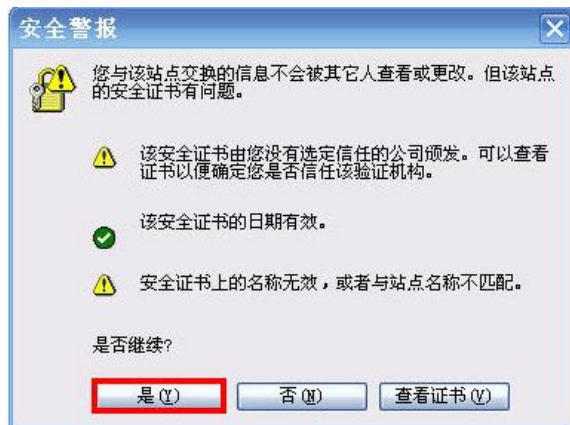 安全警报
您与该站点交换的信息不会被其它人查看或更改。但该站点
的安全证书有问题。
该安全证书由您没有选定信任的公司颁发。可以查看
证书以便确定您是否信任该验证机构。
该安全证书的日期有效。
安全证书上的名称无效，或者与站点名称不匹配。
是否继续?
是(Y)
否(N)
查看证书(V)